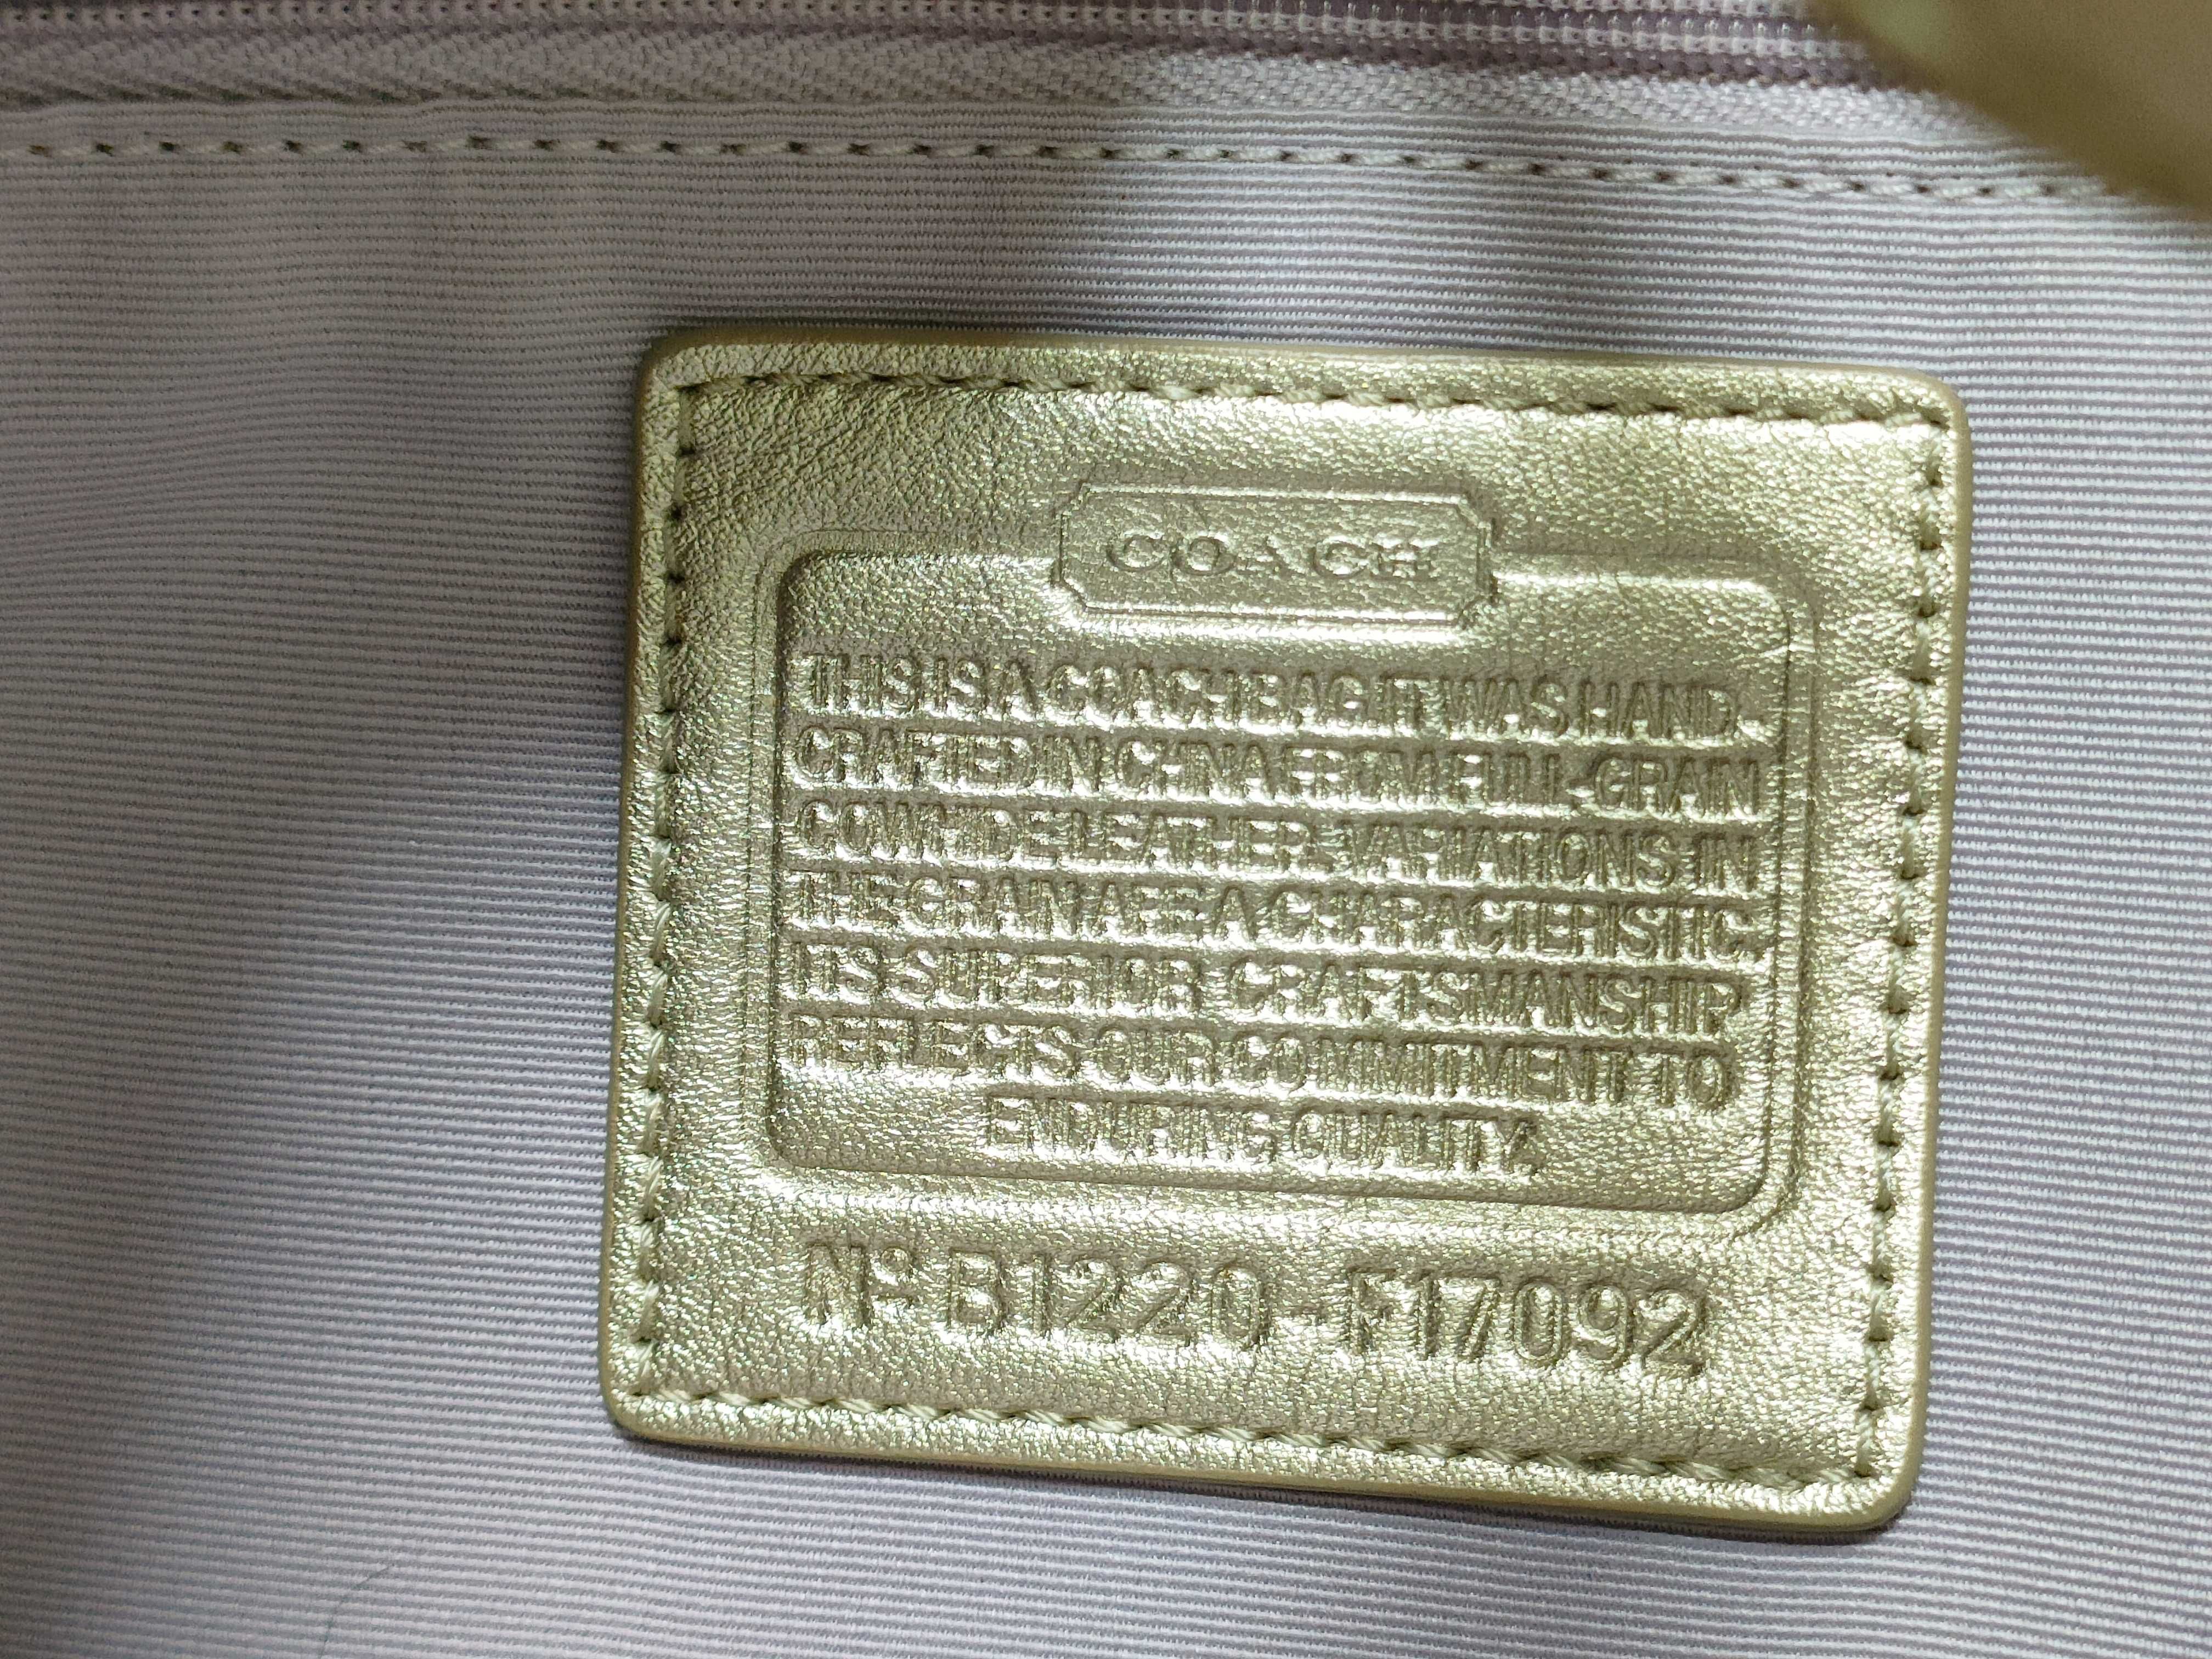 COACH
THIS IS A COACH BAG. IT WAS HAND-
CRAFTED IN CHINA FROM FULL-GRAIN
COWHIDE LEATHER. VARIATIONS IN
THE GRAIN ARE A CHARACTERISTIC.
ITS SUPERIOR CRAFTSMANSHIP
REFLECTS OUR COMMITMENT TO
ENDURING QUALITY.
Nº B1220-F17092